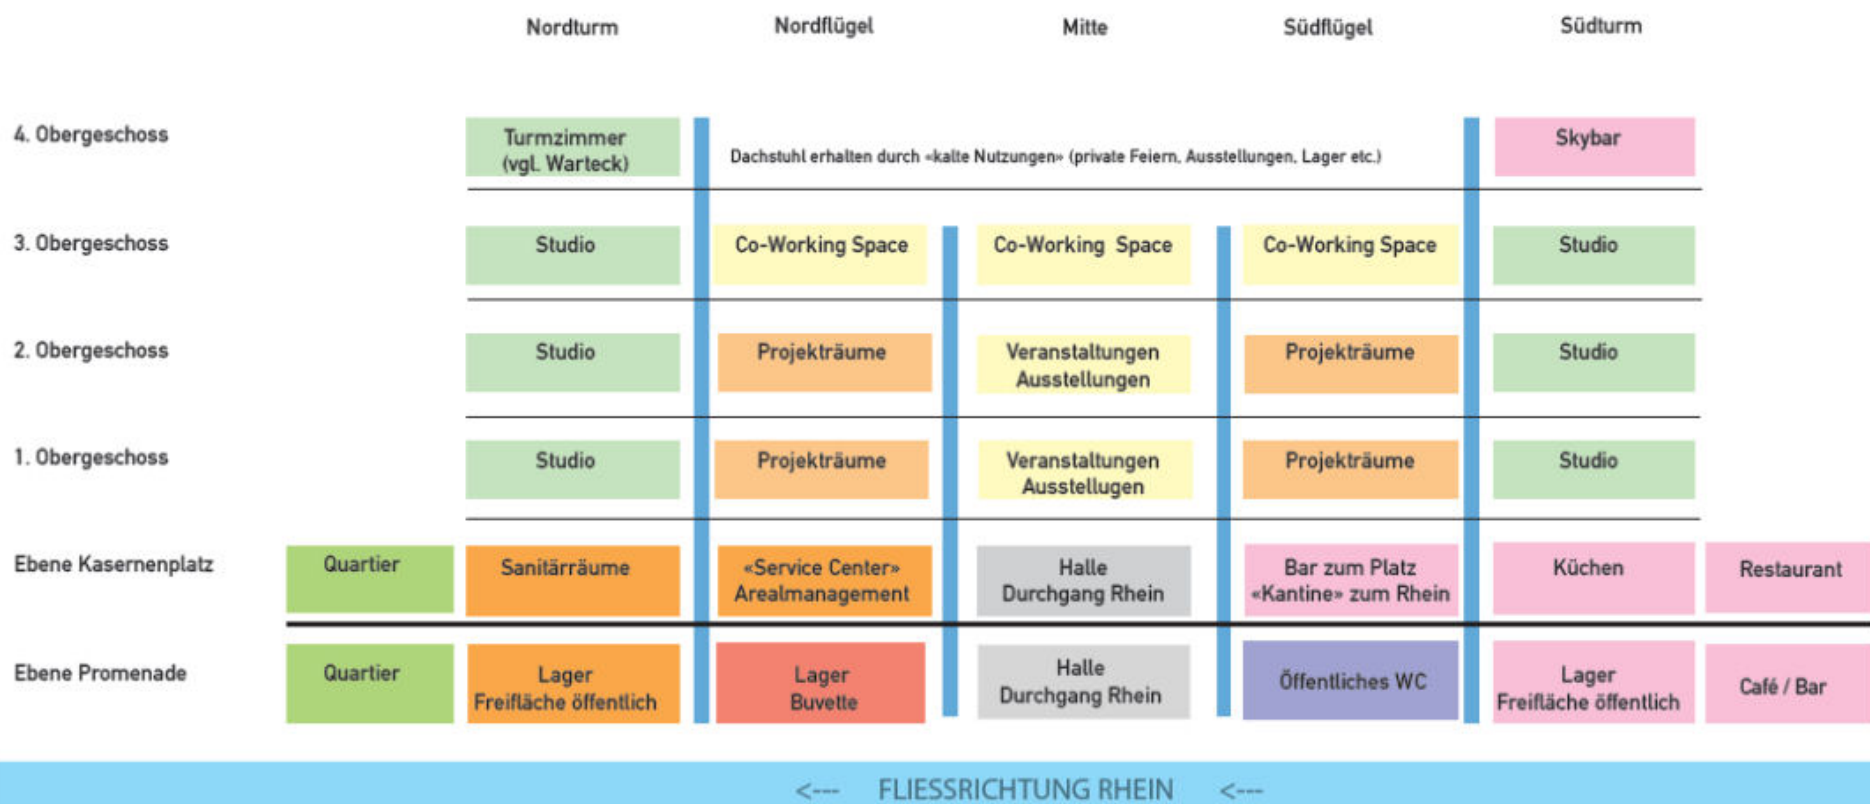 Nordturm Nordflügel Mitte Südflügel Südturm
4. Obergeschoss
Turmzimmer
(vgl. Warteck)
Dachstuhl erhalten durch «kalte Nutzungen» (private Feiern, Ausstellungen, Lager etc.)
Skybar
3. Obergeschoss
Studio
Co-Working Space
Co-Working Space
Co-Working Space
Studio
2. Obergeschoss
Studio
Projekträume
Veranstaltungen
Ausstellungen
Projekträume
Studio
1. Obergeschoss
Studio
Projekträume
Veranstaltungen
Ausstellugen
Projekträume
Studio
Ebene Kasernenplatz
Quartier
Sanitärräume
«Service Center»
Arealmanagement
Halle
Durchgang Rhein
Bar zum Platz
«Kantine» zum Rhein
Küchen
Restaurant
Ebene Promenade
Quartier
Lager
Freifläche öffentlich
Lager
Buvette
Halle
Durchgang Rhein
Öffentliches WC
Lager
Freifläche öffentlich
Café / Bar
<--- FLIESSRICHTUNG RHEIN <---